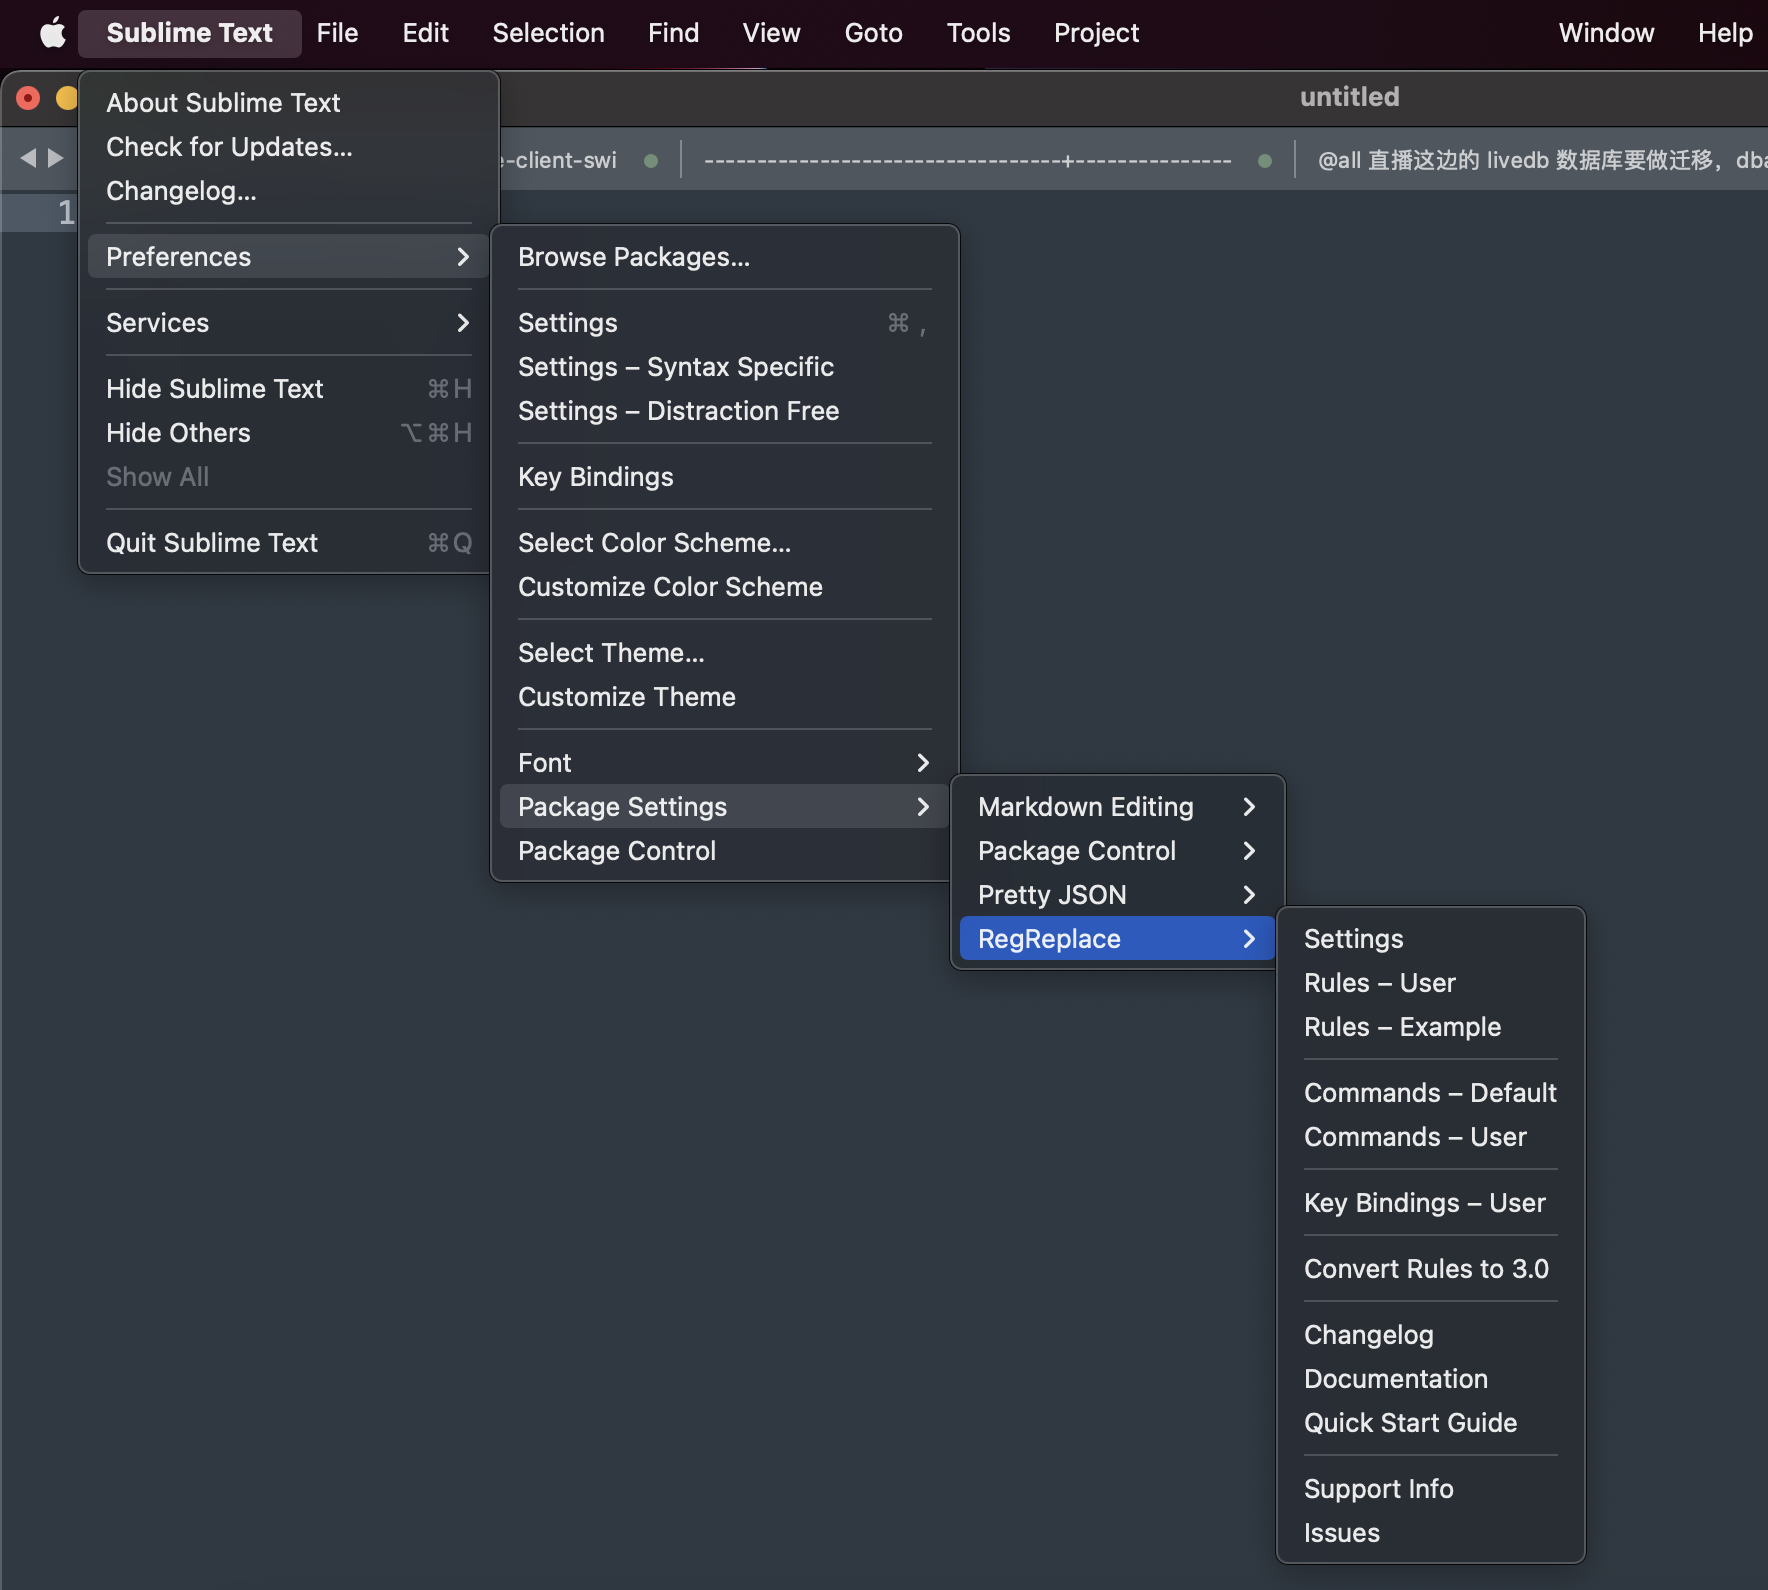 Sublime Text File Edit Selection Find View Goto Tools Project Window Help
untitled
-client-swi ----------------------------------+--------------- @all 直播这边的 livedb 数据库要做迁移，dba
1
About Sublime Text
Check for Updates...
Changelog...
Preferences
Services
Hide Sublime Text ⌘H
Hide Others ⌥⌘H
Show All
Quit Sublime Text ⌘Q
Browse Packages...
Settings ⌘ ,
Settings – Syntax Specific
Settings – Distraction Free
Key Bindings
Select Color Scheme...
Customize Color Scheme
Select Theme...
Customize Theme
Font
Package Settings
Package Control
Markdown Editing
Package Control
Pretty JSON
RegReplace
Settings
Rules – User
Rules – Example
Commands – Default
Commands – User
Key Bindings – User
Convert Rules to 3.0
Changelog
Documentation
Quick Start Guide
Support Info
Issues